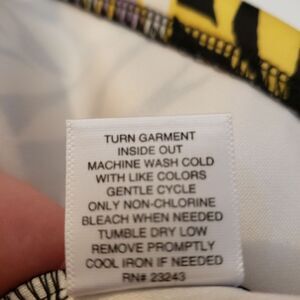 TURN GARMENT
INSIDE OUT
MACHINE WASH COLD
WITH LIKE COLORS
GENTLE CYCLE
ONLY NON-CHLORINE
BLEACH WHEN NEEDED
TUMBLE DRY LOW
REMOVE PROMPTLY
COOL IRON IF NEEDED
RN# 23243